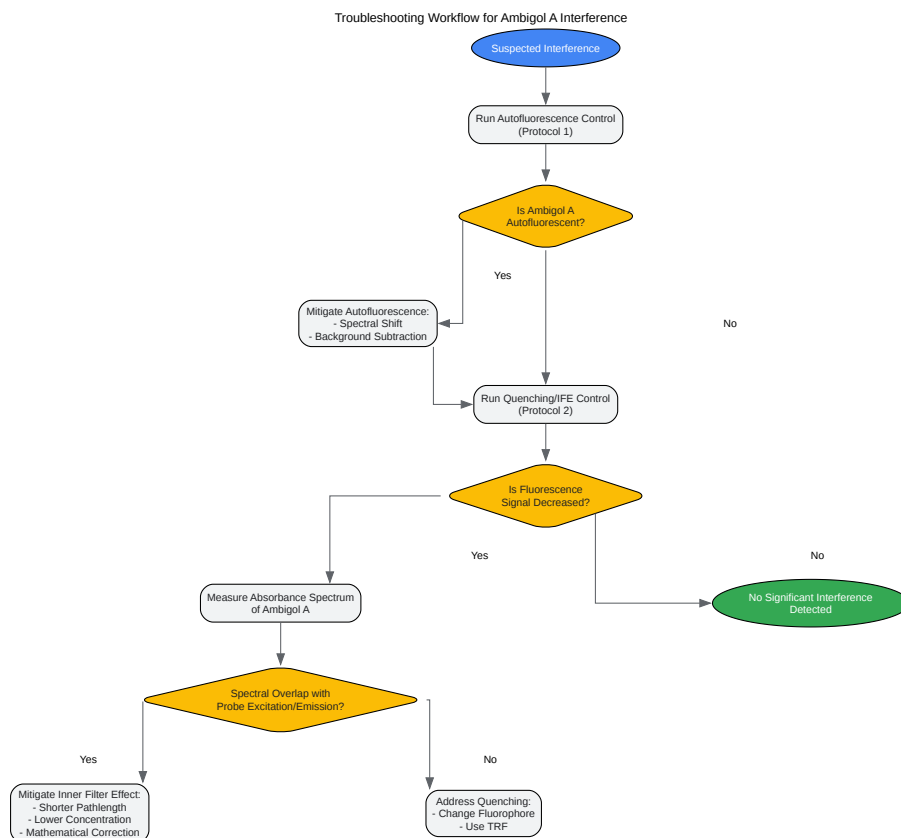 Troubleshooting Workflow for Ambigol A Interference
Suspected Interference
Run Autofluorescence Control
(Protocol 1)
Is Ambigol A
Autofluorescent?
Yes
No
Mitigate Autofluorescence:
- Spectral Shift
- Background Subtraction
Run Quenching/IFE Control
(Protocol 2)
Is Fluorescence
Signal Decreased?
Yes
No
Measure Absorbance Spectrum
of Ambigol A
No Significant Interference
Detected
Spectral Overlap with
Probe Excitation/Emission?
Yes
No
Mitigate Inner Filter Effect:
- Shorter Pathlength
- Lower Concentration
- Mathematical Correction
Address Quenching:
- Change Fluorophore
- Use TRF